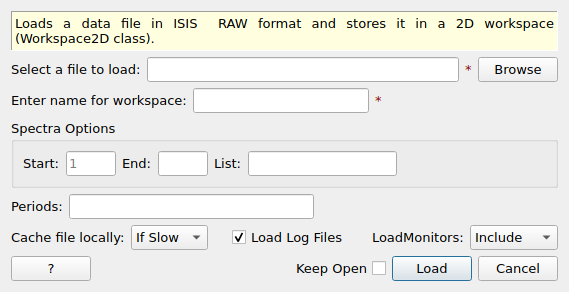 Loads a data file in ISIS RAW format and stores it in a 2D workspace
(Workspace2D class).
Select a file to load: * Browse
Enter name for workspace: *
Spectra Options
Start: 1 End: List:
Periods:
Cache file locally: If Slow Load Log Files LoadMonitors: Include
? Keep Open Load Cancel